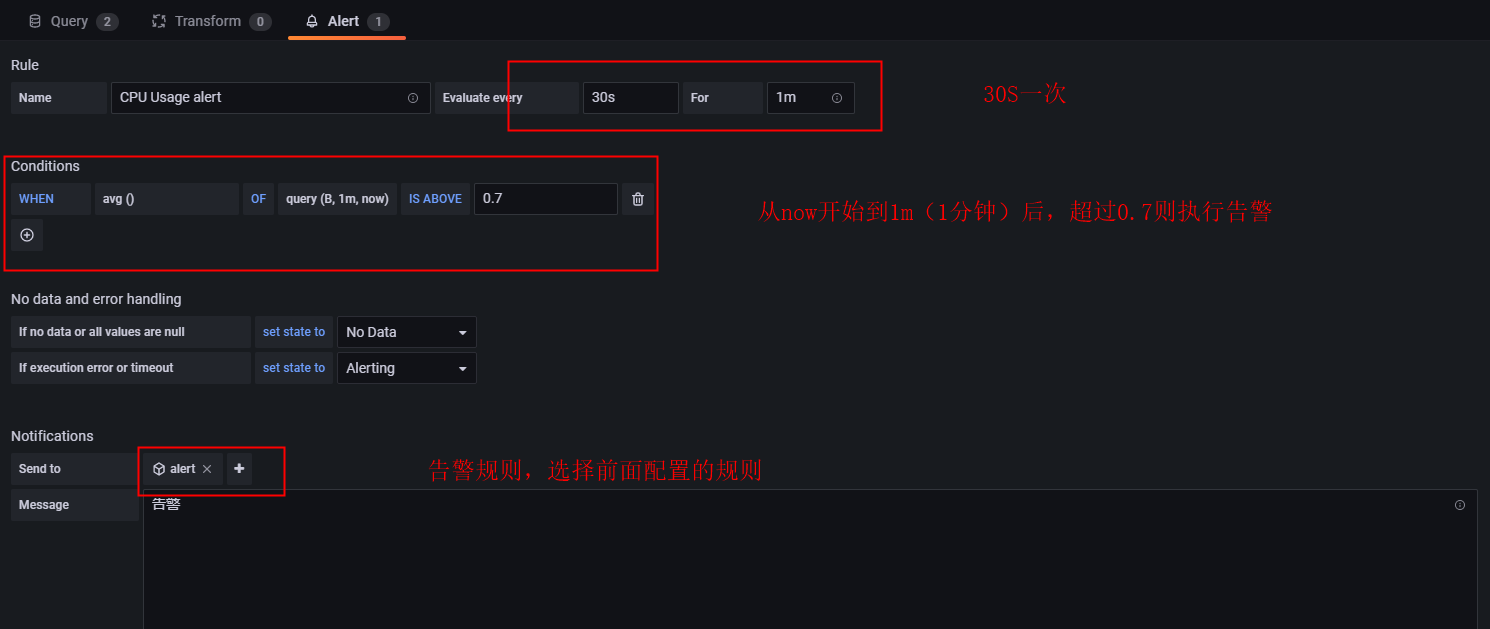 Query 2 Transform 0 Alert 1
Rule
Name CPU Usage alert Evaluate every 30s For 1m
30S一次
Conditions
WHEN avg () OF query (B, 1m, now) IS ABOVE 0.7
从now开始到1m（1分钟）后，超过0.7则执行告警
No data and error handling
If no data or all values are null set state to No Data
If execution error or timeout set state to Alerting
Notifications
Send to alert
告警规则，选择前面配置的规则
Message 告警